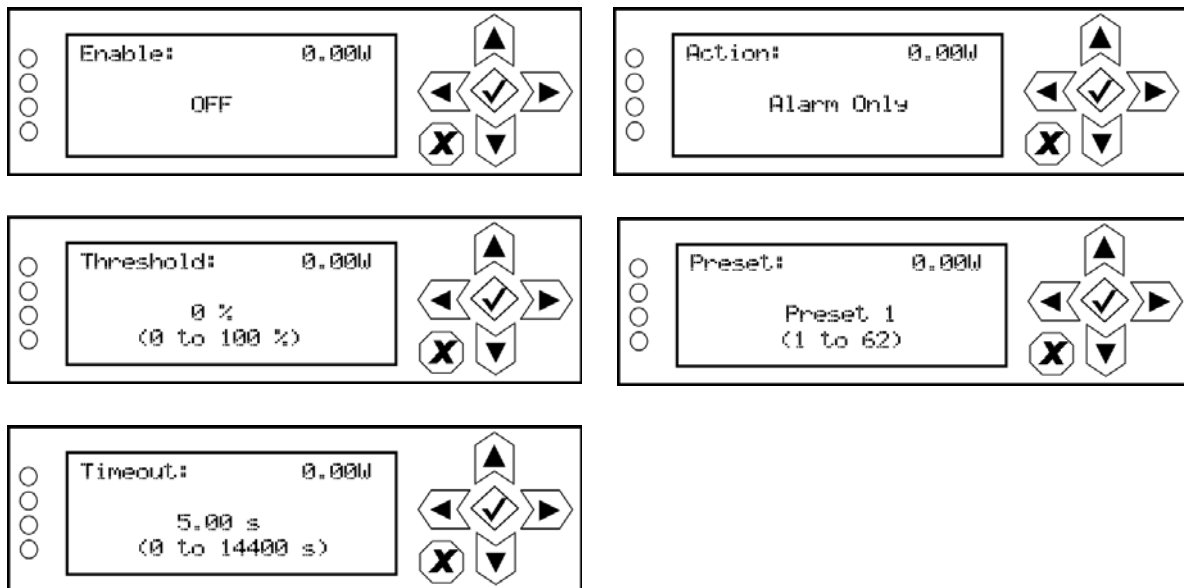 Enable: 0.00W
OFF
Action: 0.00W
Alarm Only
Threshold: 0.00W
0 %
(0 to 100 %)
Preset: 0.00W
Preset 1
(1 to 62)
Timeout: 0.00W
5.00 s
(0 to 14400 s)